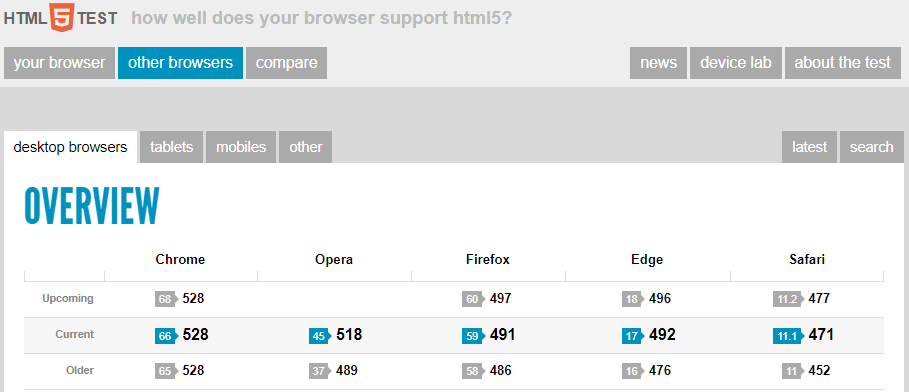 HTML 5 TEST how well does your browser support html5?
your browser other browsers compare news device lab about the test
desktop browsers tablets mobiles other latest search
OVERVIEW
Chrome Opera Firefox Edge Safari
Upcoming 68 528 60 497 18 496 11.2 477
Current 66 528 45 518 59 491 17 492 11.1 471
Older 65 528 37 489 58 486 16 476 11 452